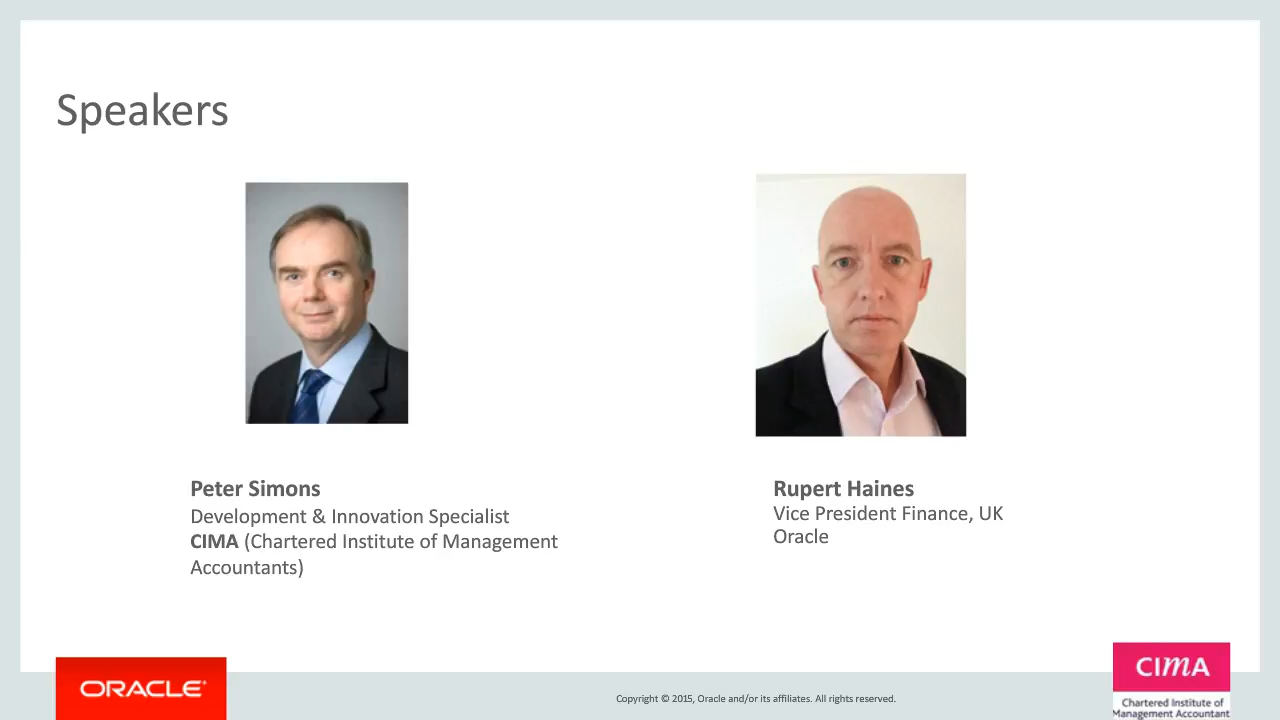 Speakers
Peter Simons
Development & Innovation Specialist
CIMA (Chartered Institute of Management
Accountants)
Rupert Haines
Vice President Finance, UK
Oracle
ORACLE®
Copyright © 2015, Oracle and/or its affiliates. All rights reserved.
CIMA
Chartered Institute of
Management Accountant